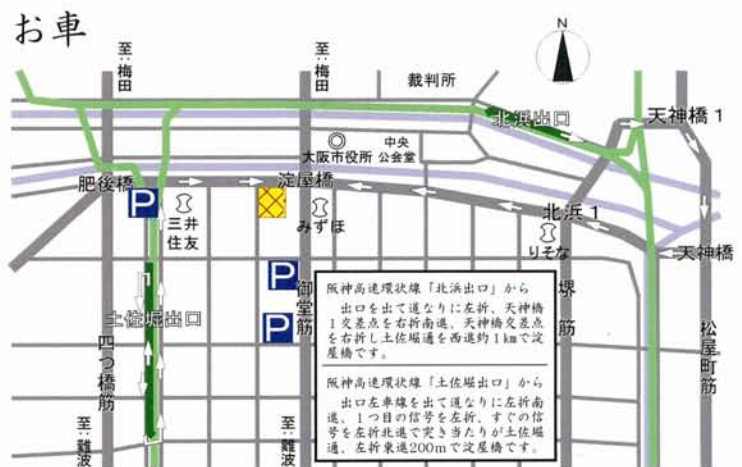 お車
N
至:梅田
至:梅田
裁判所
北浜出口
天神橋1
大阪市役所
中央
公会堂
肥後橋
P
三井
住友
淀屋橋
みずほ
北浜1
りそな
天神橋
P
P
御堂筋
堺筋
松屋町筋
土佐堀出口
四つ橋筋
阪神高速環状線「北浜出口」から
出口を出て道なりに左折、天神橋
1交差点を右折南進、天神橋交差点
を右折し土佐堀通を西進約1kmで淀
屋橋です。
阪神高速環状線「土佐堀出口」から
出口左車線を出て道なりに左折南
進、1つ目の信号を左折、すぐの信
号を左折北進で突き当たりが土佐堀
通、左折東進200mで淀屋橋です。
至:難波
至:難波